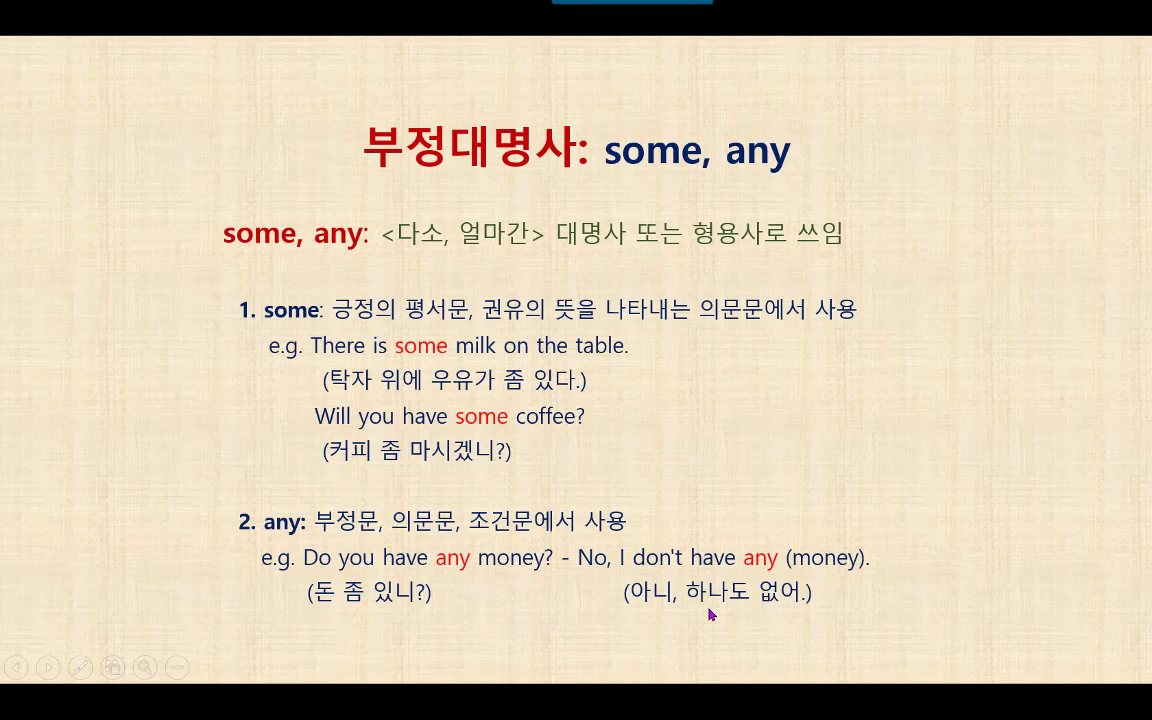 부정대명사: some, any
some, any: <다소, 얼마간> 대명사 또는 형용사로 쓰임
1. some: 긍정의 평서문, 권유의 뜻을 나타내는 의문문에서 사용
e.g. There is some milk on the table.
(탁자 위에 우유가 좀 있다.)
Will you have some coffee?
(커피 좀 마시겠니?)
2. any: 부정문, 의문문, 조건문에서 사용
e.g. Do you have any money? - No, I don't have any (money).
(돈 좀 있니?) (아니, 하나도 없어.)